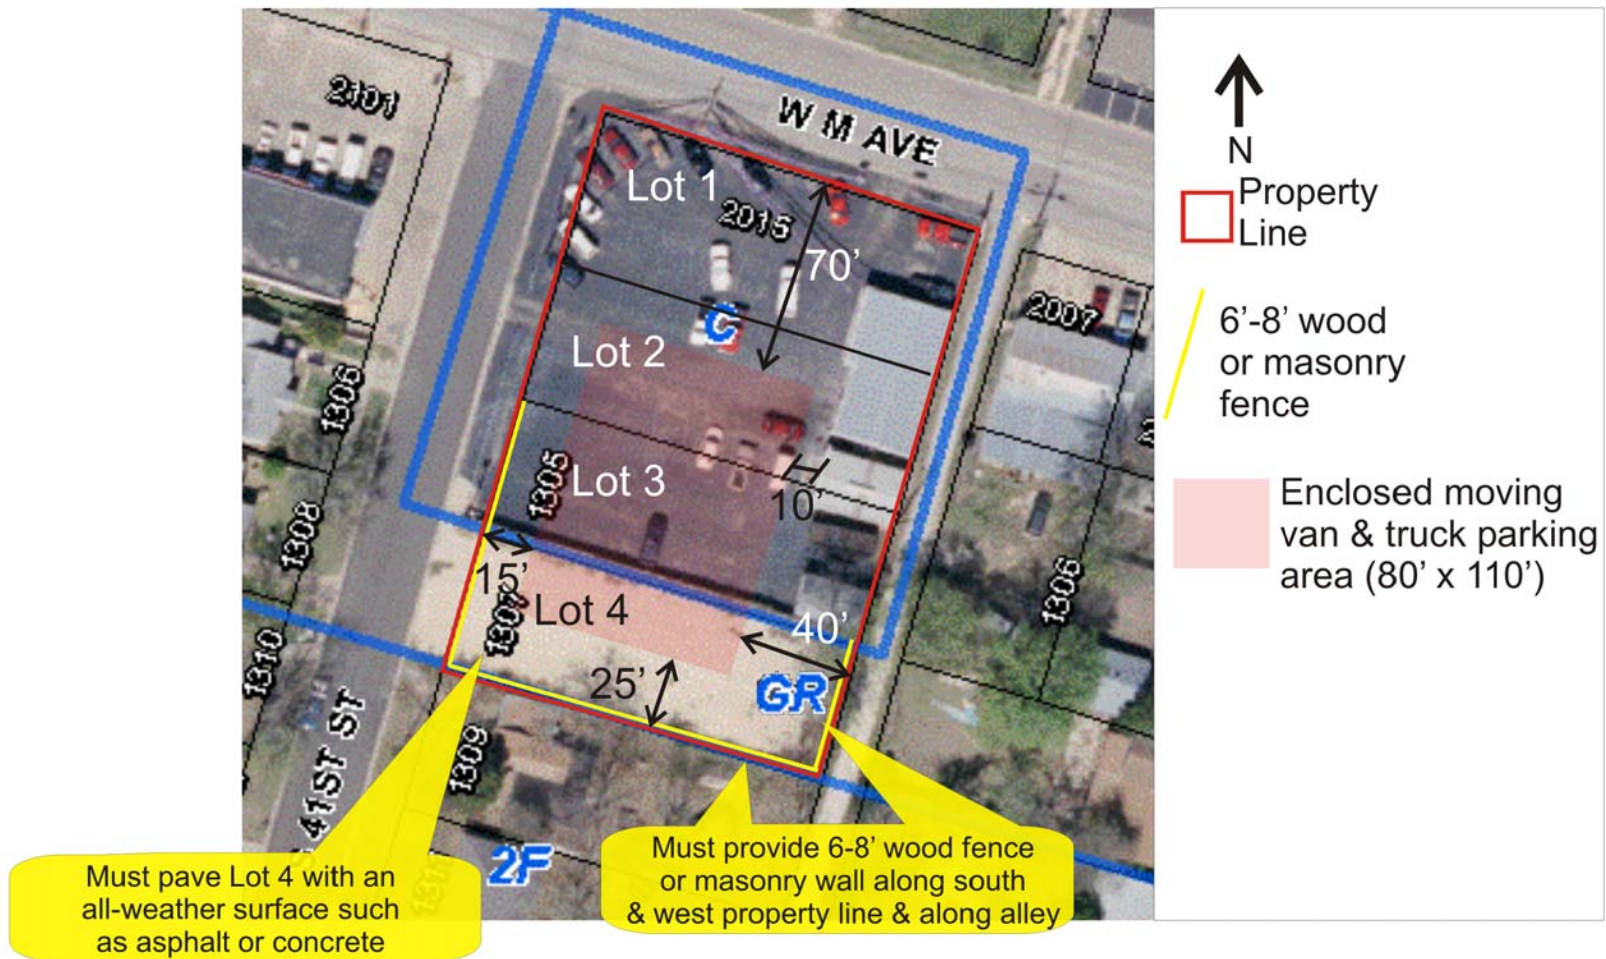 2101
W M AVE
Lot 1
2015
70'
C
Lot 2
2007
1306
1305
Lot 3
10'
1308
15'
1307
Lot 4
40'
1306
1310
25'
GR
1309
S 41ST ST
2F
Must pave Lot 4 with an
all-weather surface such
as asphalt or concrete
Must provide 6-8' wood fence
or masonry wall along south
& west property line & along alley
N
Property
Line
6'-8' wood
or masonry
fence
Enclosed moving
van & truck parking
area (80' x 110')